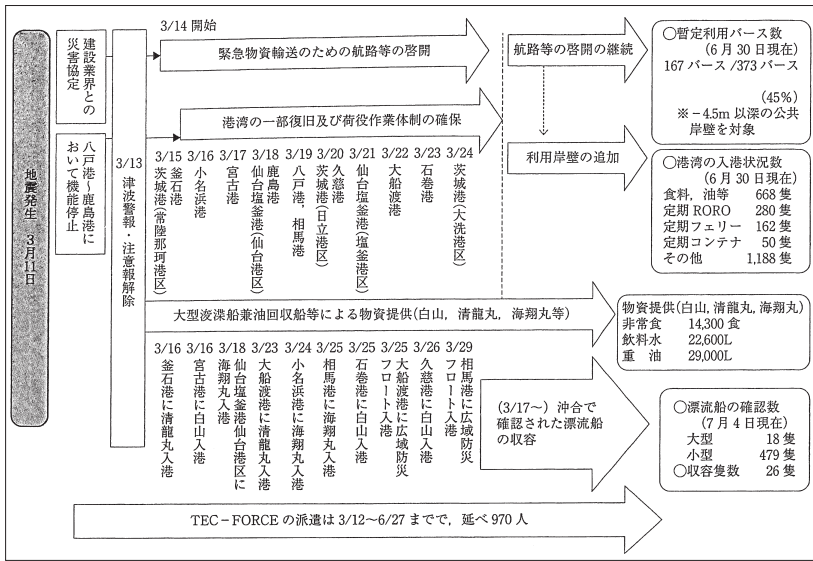 地震発生 3月11日
建設業界との
災害協定
八戸港〜鹿島港に
おいて機能停止
3/13
津波警報・注意報解除
3/14 開始
緊急物資輸送のための航路等の啓開
航路等の啓開の継続
港湾の一部復旧及び荷役作業体制の確保
利用岸壁の追加
3/15
釜石港
茨城港(常陸那珂港区)
3/16
小名浜港
3/17
宮古港
3/18
鹿島港
仙台塩釜港(仙台港区)
3/19
八戸港，相馬港
3/20
久慈港
茨城港(日立港区)
3/21
仙台塩釜港(塩釜港区)
3/22
大船渡港
3/23
石巻港
3/24
茨城港(大洗港区)
大型浚渫船兼油回収船等による物資提供(白山，清龍丸，海翔丸等)
3/16
釜石港に清龍丸入港
3/16
宮古港に白山入港
3/18
仙台塩釜港仙台港区に
海翔丸入港
3/23
大船渡港に清龍丸入港
3/24
小名浜港に海翔丸入港
3/25
相馬港に海翔丸入港
3/25
石巻港に白山入港
3/25
大船渡港に広域防災
フロート入港
3/26
久慈港に白山入港
3/29
相馬港に広域防災
フロート入港
(3/17〜) 沖合で
確認された漂流船
の収容
TEC−FORCEの派遣は3/12〜6/27までで，延べ970人
○暫定利用バース数
(6月30日現在)
167バース/373バース
(45%)
※−4.5m以深の公共
岸壁を対象
○港湾の入港状況数
(6月30日現在)
食料，油等 668隻
定期RORO 280隻
定期フェリー 162隻
定期コンテナ 50隻
その他 1,188隻
物資提供(白山，清龍丸，海翔丸)
非常食 14,300食
飲料水 22,600L
重油 29,000L
○漂流船の確認数
(7月4日現在)
大型 18隻
小型 479隻
○収容隻数 26隻